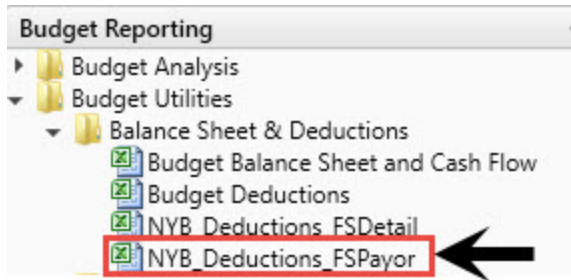 Budget Reporting
Budget Analysis
Budget Utilities
Balance Sheet & Deductions
Budget Balance Sheet and Cash Flow
Budget Deductions
NYB_Deductions_FSDetail
NYB_Deductions_FSPayor